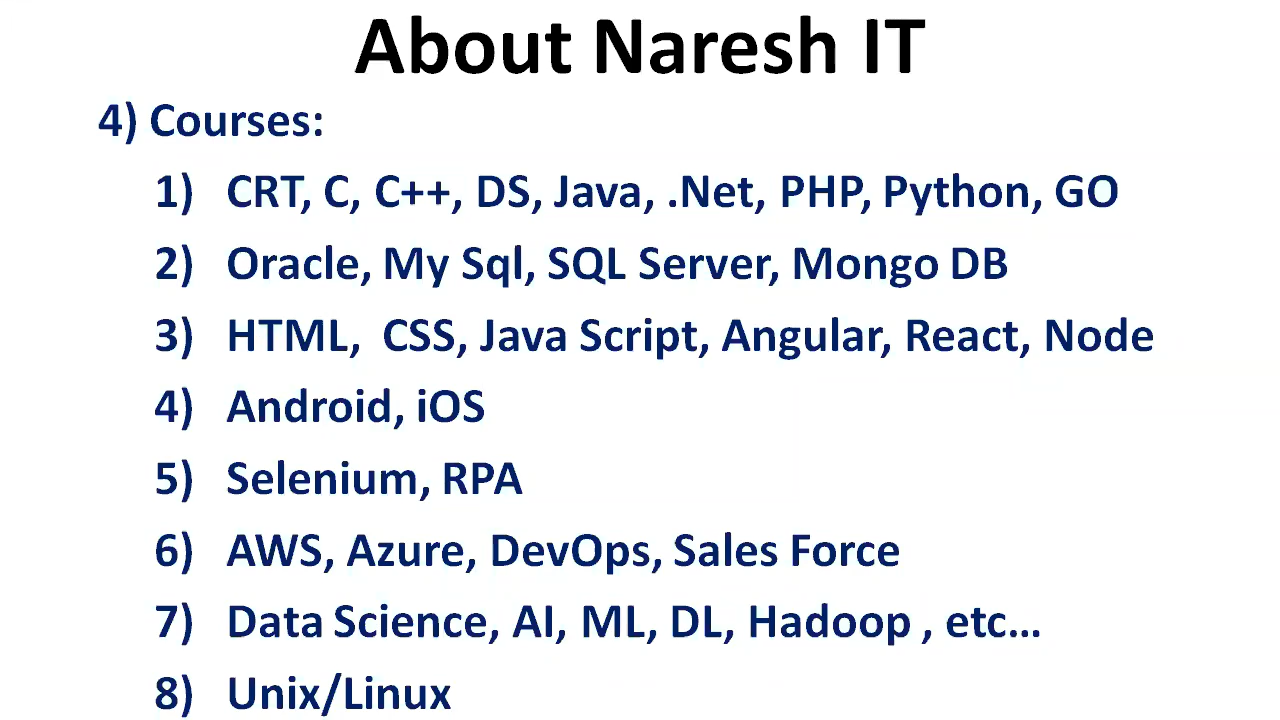 About Naresh IT
4) Courses:
1) CRT, C, C++, DS, Java, .Net, PHP, Python, GO
2) Oracle, My Sql, SQL Server, Mongo DB
3) HTML, CSS, Java Script, Angular, React, Node
4) Android, iOS
5) Selenium, RPA
6) AWS, Azure, DevOps, Sales Force
7) Data Science, AI, ML, DL, Hadoop , etc...
8) Unix/Linux